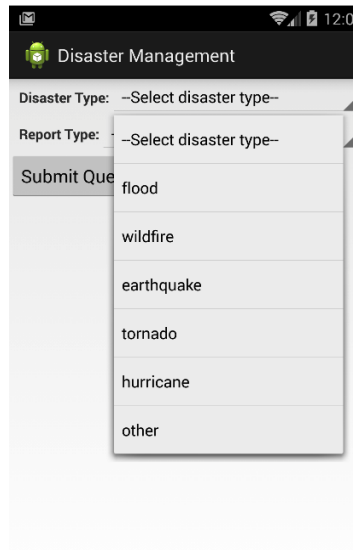 12:0
Disaster Management
Disaster Type: --Select disaster type--
Report Type:
--Select disaster type--
Submit Que
flood
wildfire
earthquake
tornado
hurricane
other